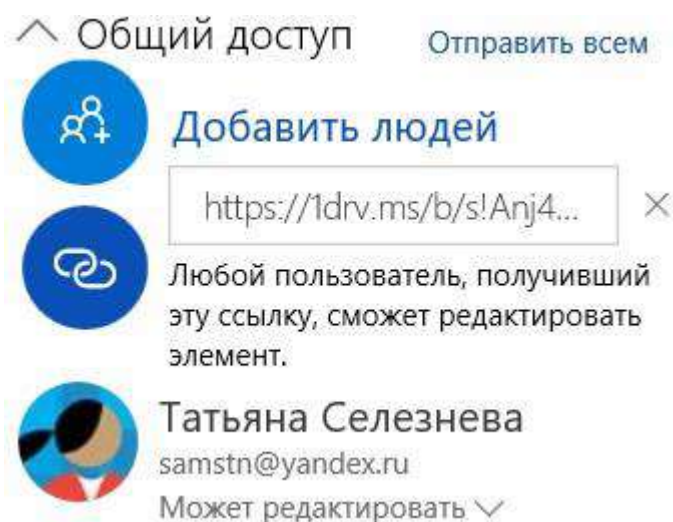 Общий доступ Отправить всем
Добавить людей
https://1drv.ms/b/s!Anj4...
Любой пользователь, получивший
эту ссылку, сможет редактировать
элемент.
Татьяна Селезнева
samstn@yandex.ru
Может редактировать